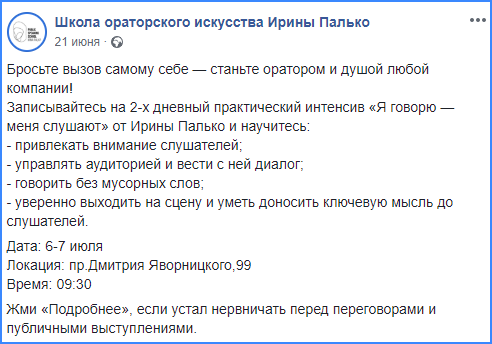 Школа ораторского искусства Ирины Палько
21 июня ·
Бросьте вызов самому себе — станьте оратором и душой любой
компании!
Записывайтесь на 2-х дневный практический интенсив «Я говорю —
меня слушают» от Ирины Палько и научитесь:
- привлекать внимание слушателей;
- управлять аудиторией и вести с ней диалог;
- говорить без мусорных слов;
- уверенно выходить на сцену и уметь доносить ключевую мысль до
слушателей.
Дата: 6-7 июля
Локация: пр.Дмитрия Яворницкого,99
Время: 09:30
Жми «Подробнее», если устал нервничать перед переговорами и
публичными выступлениями.